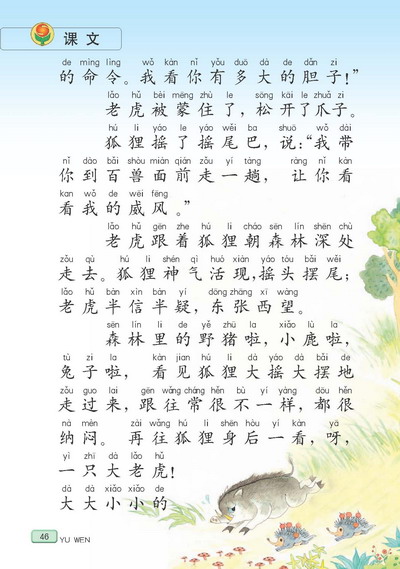 课文
de mìng lìng wǒ kàn nǐ yǒu duō dà de dǎn zi
的命令。我看你有多大的胆子！”
lǎo hǔ bèi mēng zhù le sōng kāi le zhuǎ zi
老虎被蒙住了，松开了爪子。
hú li yáo le yáo wěi ba shuō wǒ dài
狐狸摇了摇尾巴，说：“我带
nǐ dào bǎi shòu miàn qián zǒu yí tàng ràng nǐ kàn
你到百兽面前走一趟，让你看
kan wǒ de wēi fēng
看我的威风。”
lǎo hǔ gēn zhe hú li cháo sēn lín shēn chù
老虎跟着狐狸朝森林深处
zǒu qù hú li shén qì huó xiàn yáo tóu bǎi wěi
走去。狐狸神气活现，摇头摆尾；
lǎo hǔ bàn xìn bàn yí dōng zhāng xī wàng
老虎半信半疑，东张西望。
sēn lín li de yě zhū la xiǎo lù la
森林里的野猪啦，小鹿啦，
tù zi la kàn jiàn hú li dà yáo dà bǎi de
兔子啦，看见狐狸大摇大摆地
zǒu guo lai gēn wǎng cháng hěn bù yí yàng dōu hěn
走过来，跟往常很不一样，都很
nà mèn zài wǎng hú li shēn hòu yí kàn yā
纳闷。再往狐狸身后一看，呀，
yì zhī dà lǎo hǔ
一只大老虎！
dà dà xiǎo xiǎo de
大大小小的
46 YU WEN